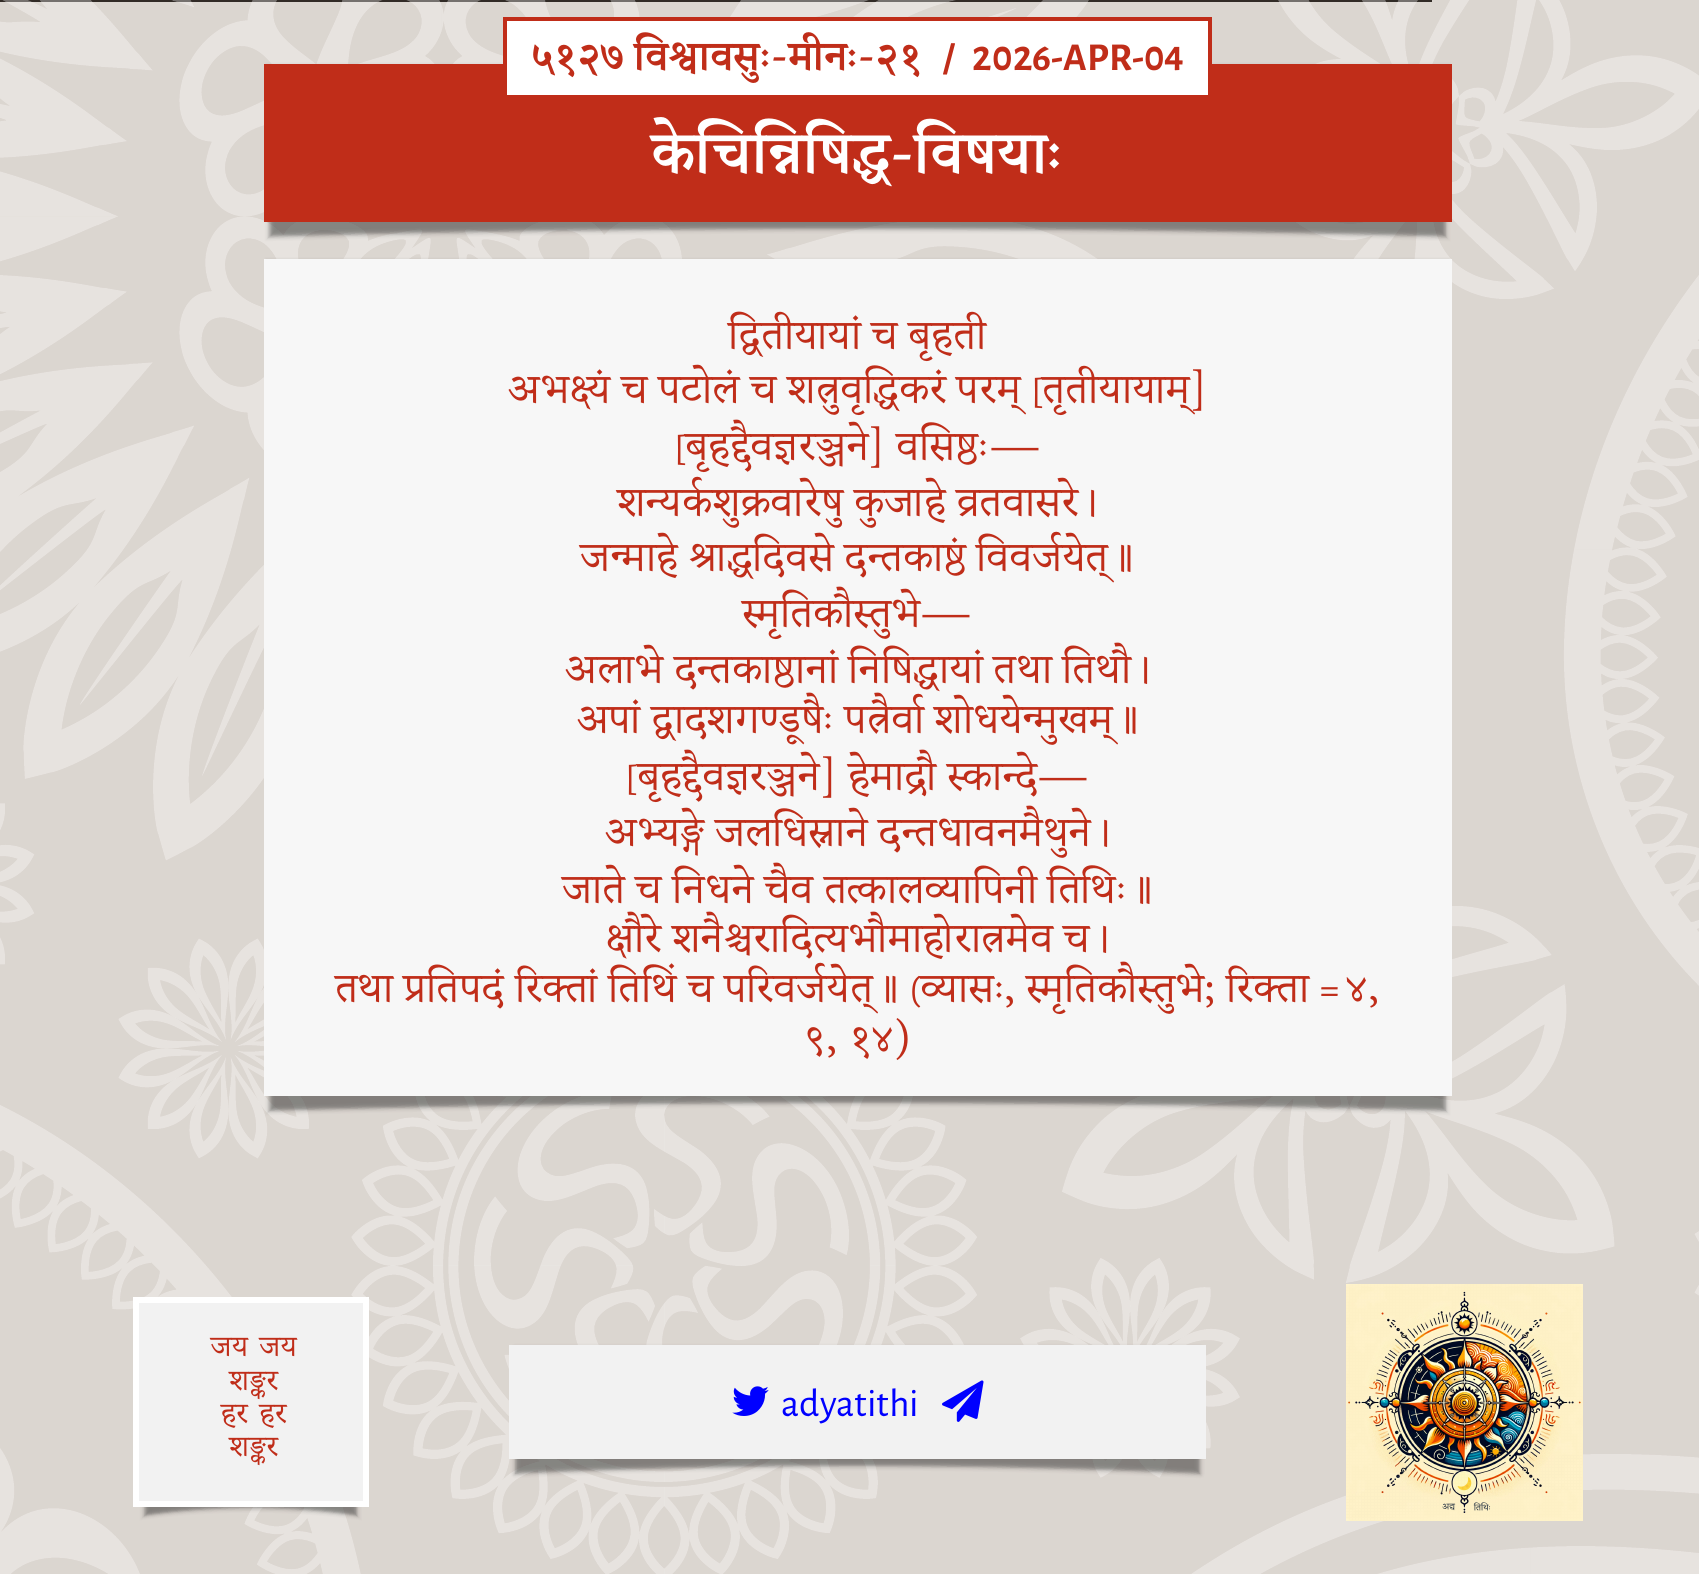 ५१२७ विश्वावसुः-मीनः-२१ / 2026-APR-04
केचिन्निषिद्ध-विषयाः
द्वितीयायां च बृहती
अभक्ष्यं च पटोलं च शत्रुवृद्धिकरं परम् [तृतीयायाम्]
[बृहद्दैवज्ञरञ्जने] वसिष्ठः—
शन्यर्कशुक्रवारेषु कुजाहे व्रतवासरे।
जन्माहे श्राद्धदिवसे दन्तकाष्ठं विवर्जयेत्॥
स्मृतिकौस्तुभे—
अलाभे दन्तकाष्ठानां निषिद्धायां तथा तिथौ।
अपां द्वादशगण्डूषैः पत्रैर्वा शोधयेन्मुखम्॥
[बृहद्दैवज्ञरञ्जने] हेमाद्रौ स्कान्दे—
अभ्यङ्गे जलधिस्नाने दन्तधावनमैथुने।
जाते च निधने चैव तत्कालव्यापिनी तिथिः॥
क्षौरे शनैश्चरादित्यभौमाहोरात्रमेव च।
तथा प्रतिपदं रिक्तां तिथिं च परिवर्जयेत्॥ (व्यासः, स्मृतिकौस्तुभे; रिक्ता = ४,
९, १४)
जय जय
शङ्कर
हर हर
शङ्कर
adyatithi
अद्य तिथिः